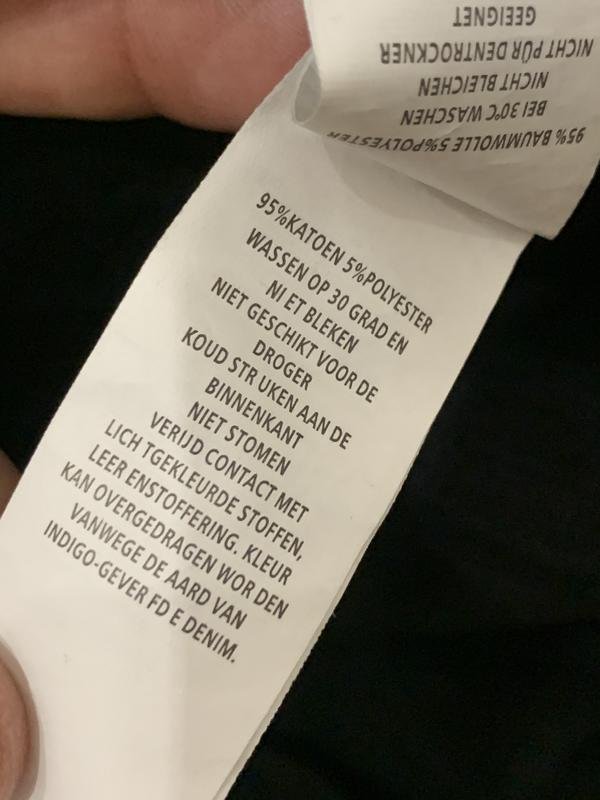 95%KATOEN 5%POLYESTER
WASSEN OP 30 GRAD EN
NI ET BLEKEN
NIET GESCHIKT VOOR DE
DROGER
KOUD STR UKEN AAN DE
BINNENKANT
NIET STOMEN
VERIJD CONTACT MET
LICH TGEKLEURDE STOFFEN,
LEER ENSTOFFERING. KLEUR
KAN OVERGEDRAGEN WOR DEN
VANWEGE DE AARD VAN
INDIGO-GEVER FD E DENIM.
95% BAUMWOLLE 5%POLYESTER
BEI 30°C WASCHEN
NICHT BLEICHEN
NICHT PÜR DENTROCKNER
GEEIGNET